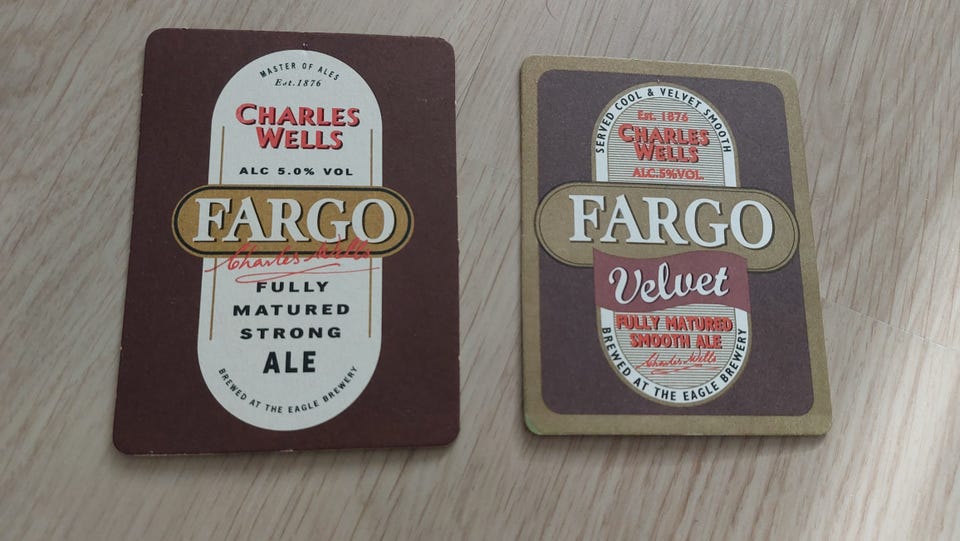 MASTER OF ALES
Est. 1876
CHARLES
WELLS
ALC 5.0% VOL
FARGO
Charles Wells
FULLY
MATURED
STRONG
ALE
BREWED AT THE EAGLE BREWERY
SERVED COOL & VELVET SMOOTH
Est. 1876
CHARLES
WELLS
ALC.5%VOL.
FARGO
Velvet
FULLY MATURED
SMOOTH ALE
Charles Wells
BREWED AT THE EAGLE BREWERY